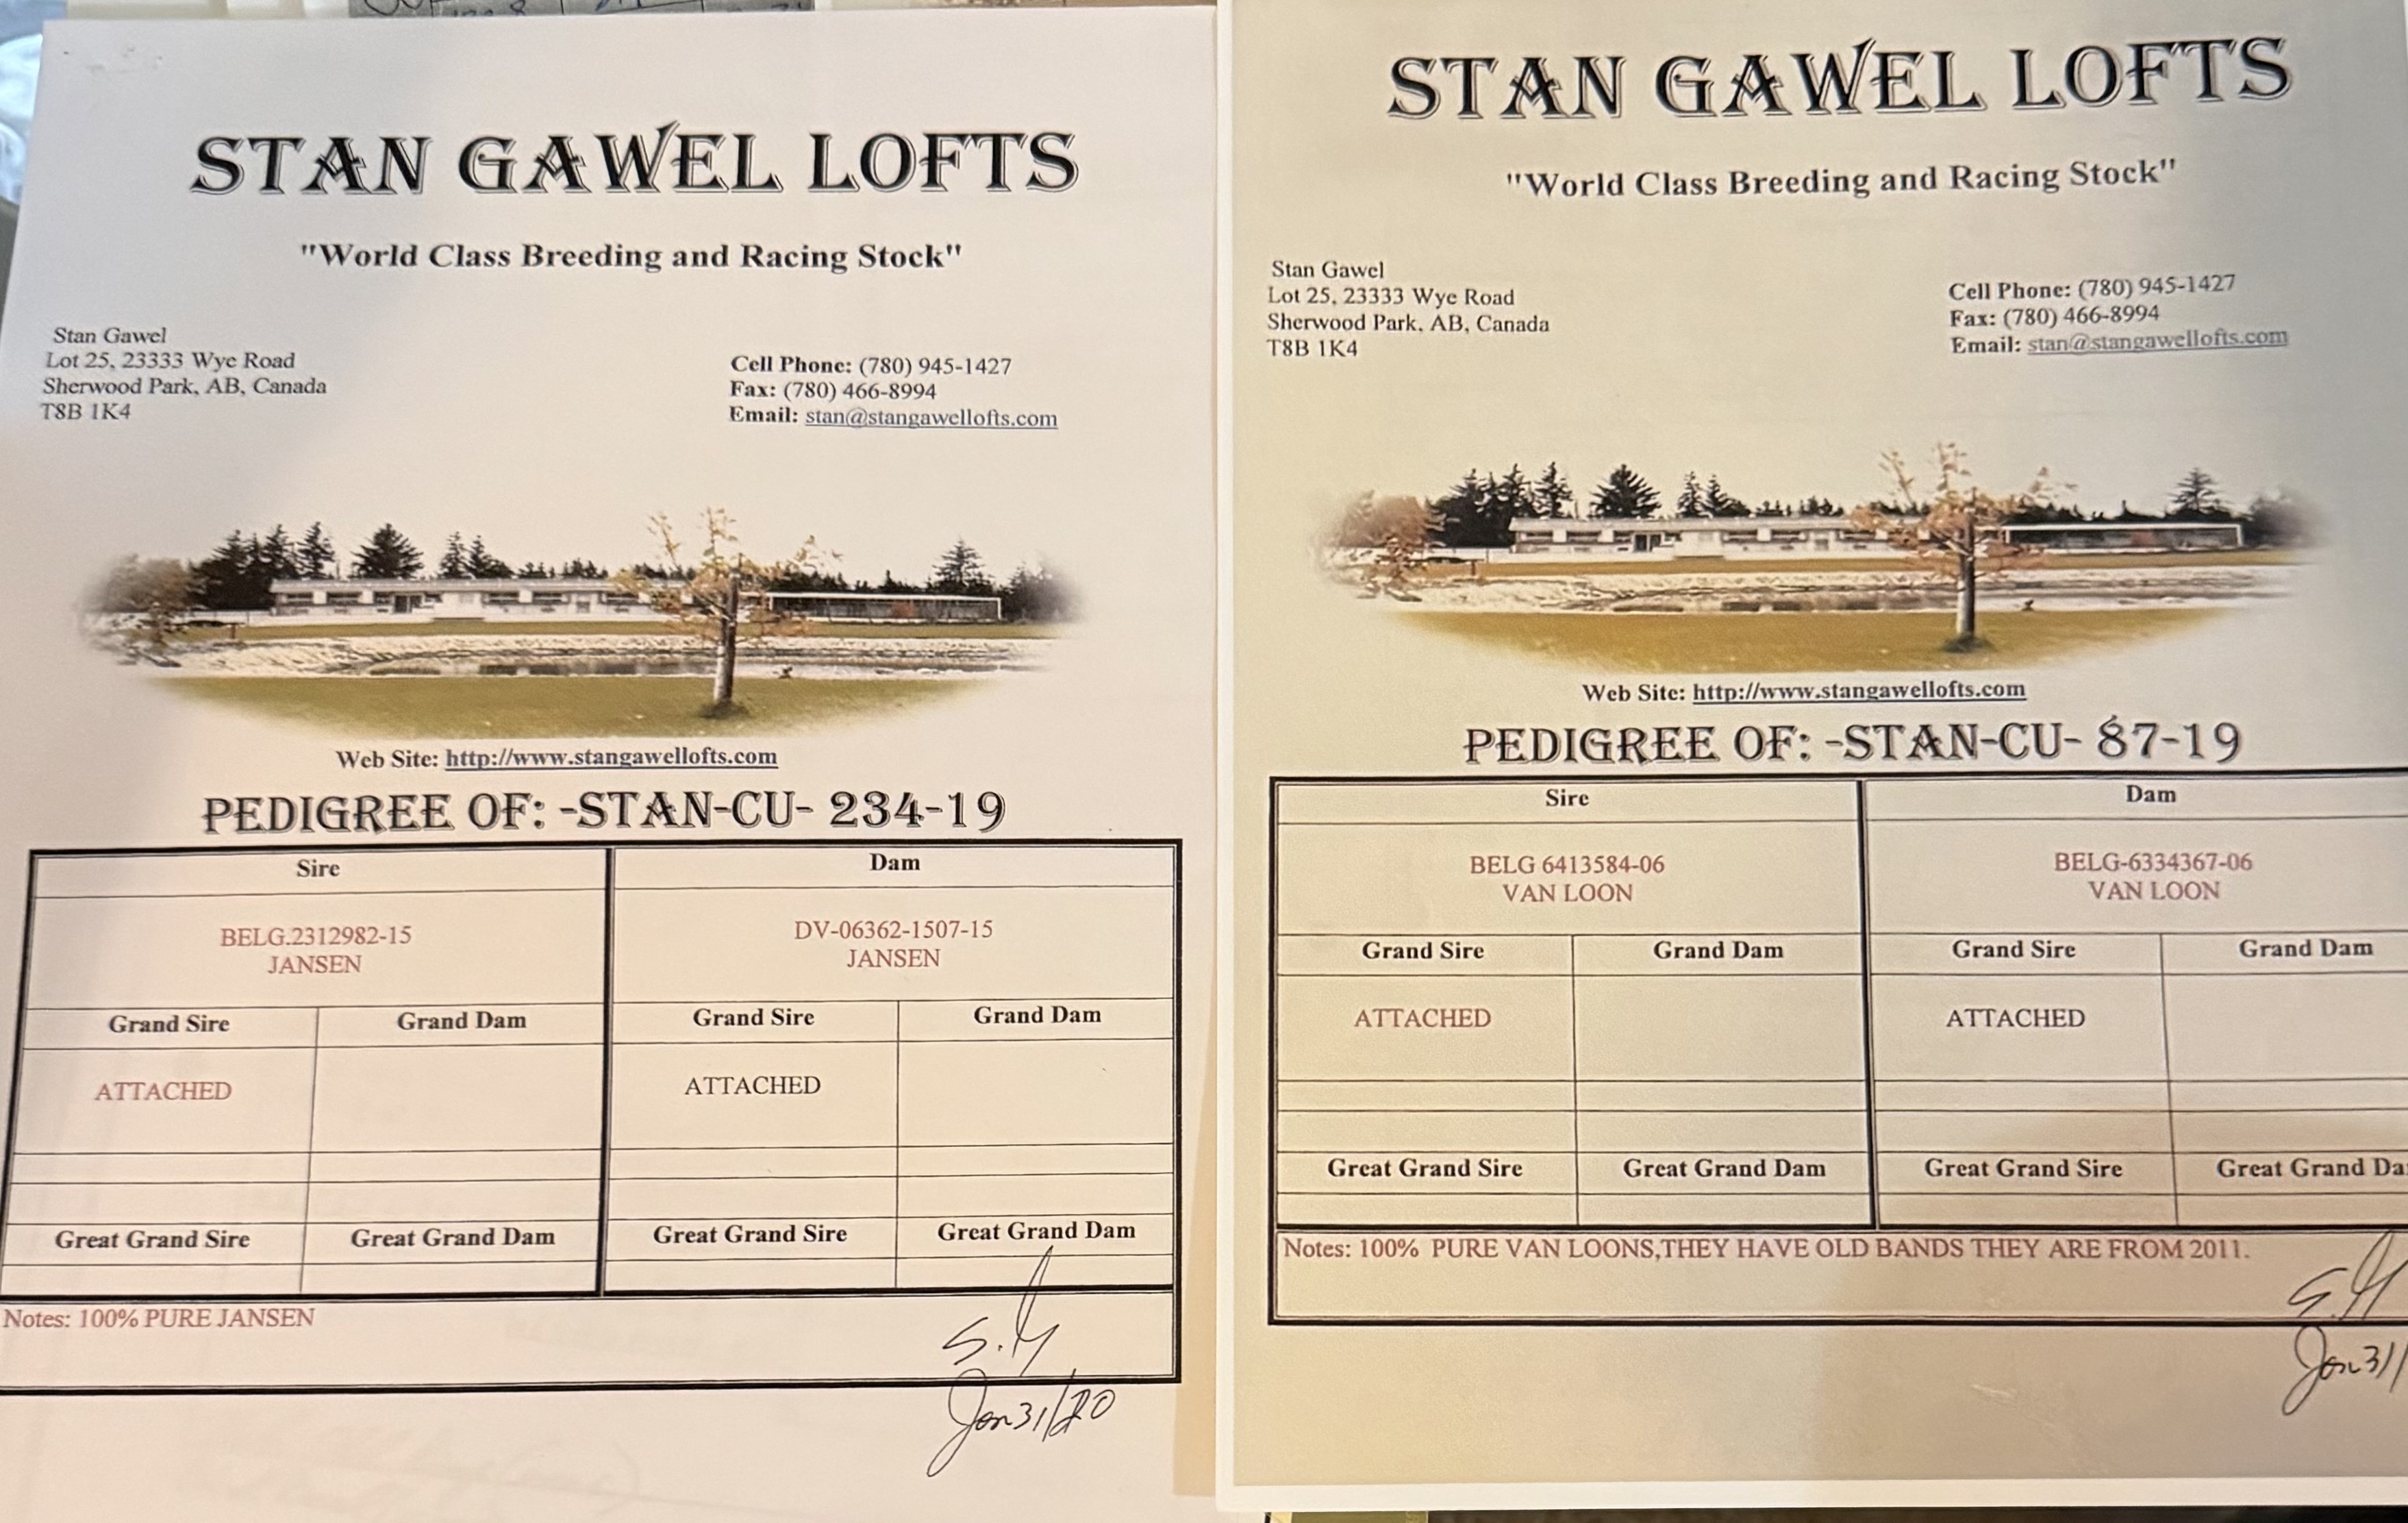 STAN GAWEL LOFTS
"World Class Breeding and Racing Stock"
Stan Gawel
Lot 25, 23333 Wye Road
Sherwood Park, AB, Canada
T8B 1K4
Cell Phone: (780) 945-1427
Fax: (780) 466-8994
Email: stan@stangawellofts.com
Web Site: http://www.stangawellofts.com
PEDIGREE OF: -STAN-CU- 234-19
Sire Dam
BELG.2312982-15 DV-06362-1507-15
JANSEN JANSEN
Grand Sire Grand Dam Grand Sire Grand Dam
ATTACHED ATTACHED
Great Grand Sire Great Grand Dam Great Grand Sire Great Grand Dam
Notes: 100% PURE JANSEN
S.G
Jan 31/20
STAN GAWEL LOFTS
"World Class Breeding and Racing Stock"
Stan Gawel
Lot 25, 23333 Wye Road
Sherwood Park, AB, Canada
T8B 1K4
Cell Phone: (780) 945-1427
Fax: (780) 466-8994
Email: stan@stangawellofts.com
Web Site: http://www.stangawellofts.com
PEDIGREE OF: -STAN-CU- 87-19
Sire Dam
BELG 6413584-06 BELG-6334367-06
VAN LOON VAN LOON
Grand Sire Grand Dam Grand Sire Grand Dam
ATTACHED ATTACHED
Great Grand Sire Great Grand Dam Great Grand Sire Great Grand Da
Notes: 100% PURE VAN LOONS,THEY HAVE OLD BANDS THEY ARE FROM 2011.
S.G
Jan 31/